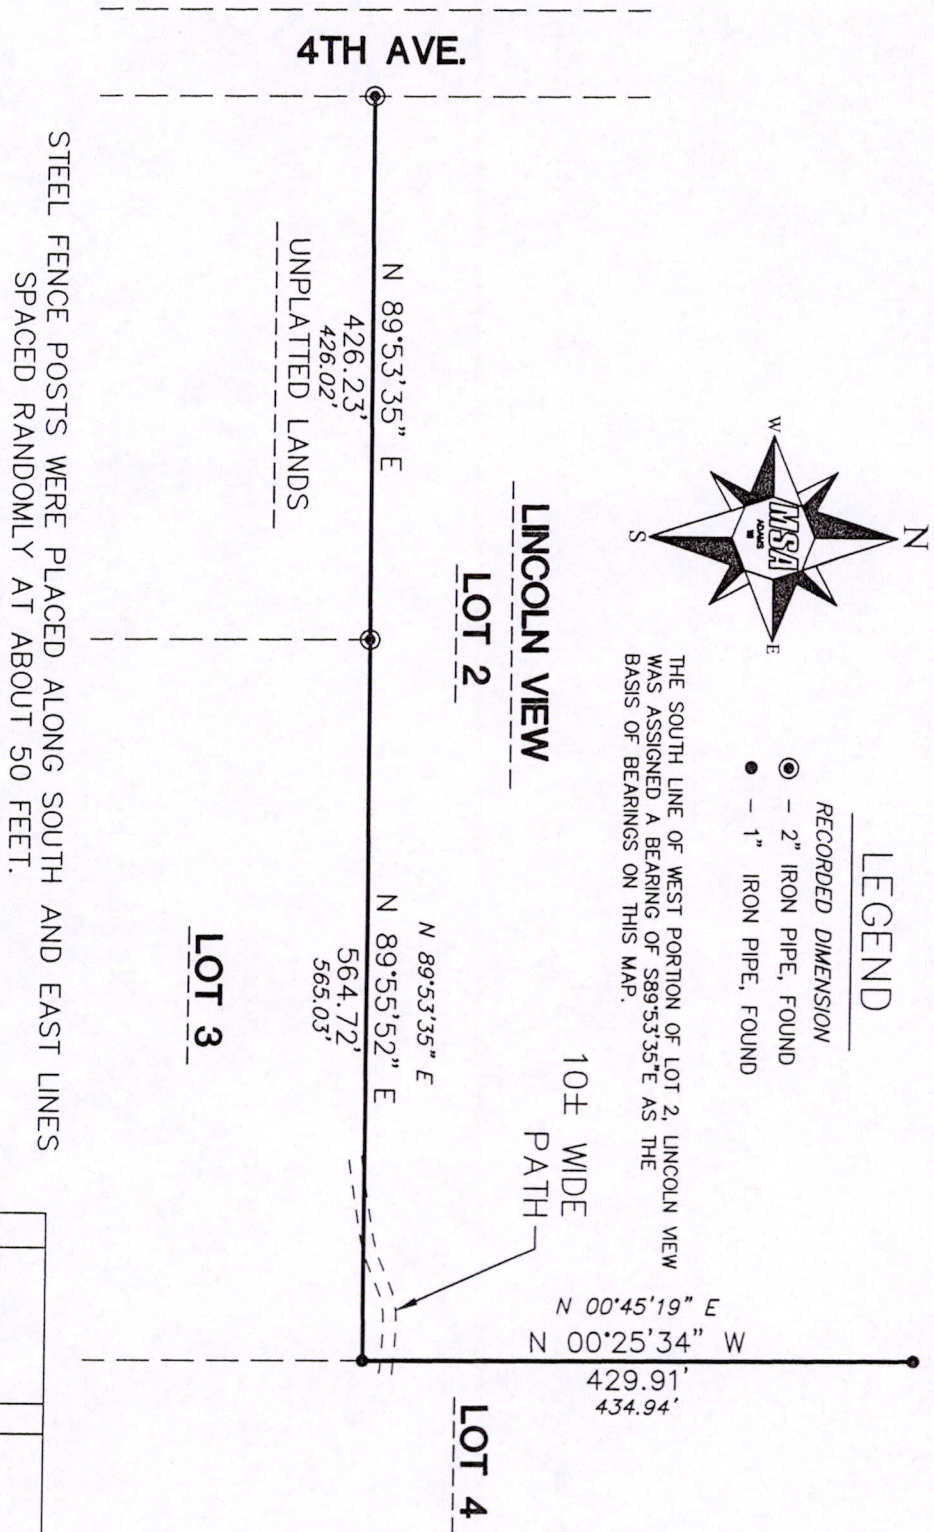 N
W
E
S
MSA
ADAMS
WI
LEGEND
RECORDED DIMENSION
- 2" IRON PIPE, FOUND
- 1" IRON PIPE, FOUND
THE SOUTH LINE OF WEST PORTION OF LOT 2, LINCOLN VIEW
WAS ASSIGNED A BEARING OF S89°53'35"E AS THE
BASIS OF BEARINGS ON THIS MAP.
LINCOLN VIEW
LOT 2
10± WIDE
PATH
N 00°45'19" E
N 00°25'34" W
429.91'
434.94'
LOT 4
4TH AVE.
N 89°53'35" E
426.23'
426.02'
UNPLATTED LANDS
N 89°53'35" E
N 89°55'52" E
564.72'
565.03'
LOT 3
STEEL FENCE POSTS WERE PLACED ALONG SOUTH AND EAST LINES
SPACED RANDOMLY AT ABOUT 50 FEET.